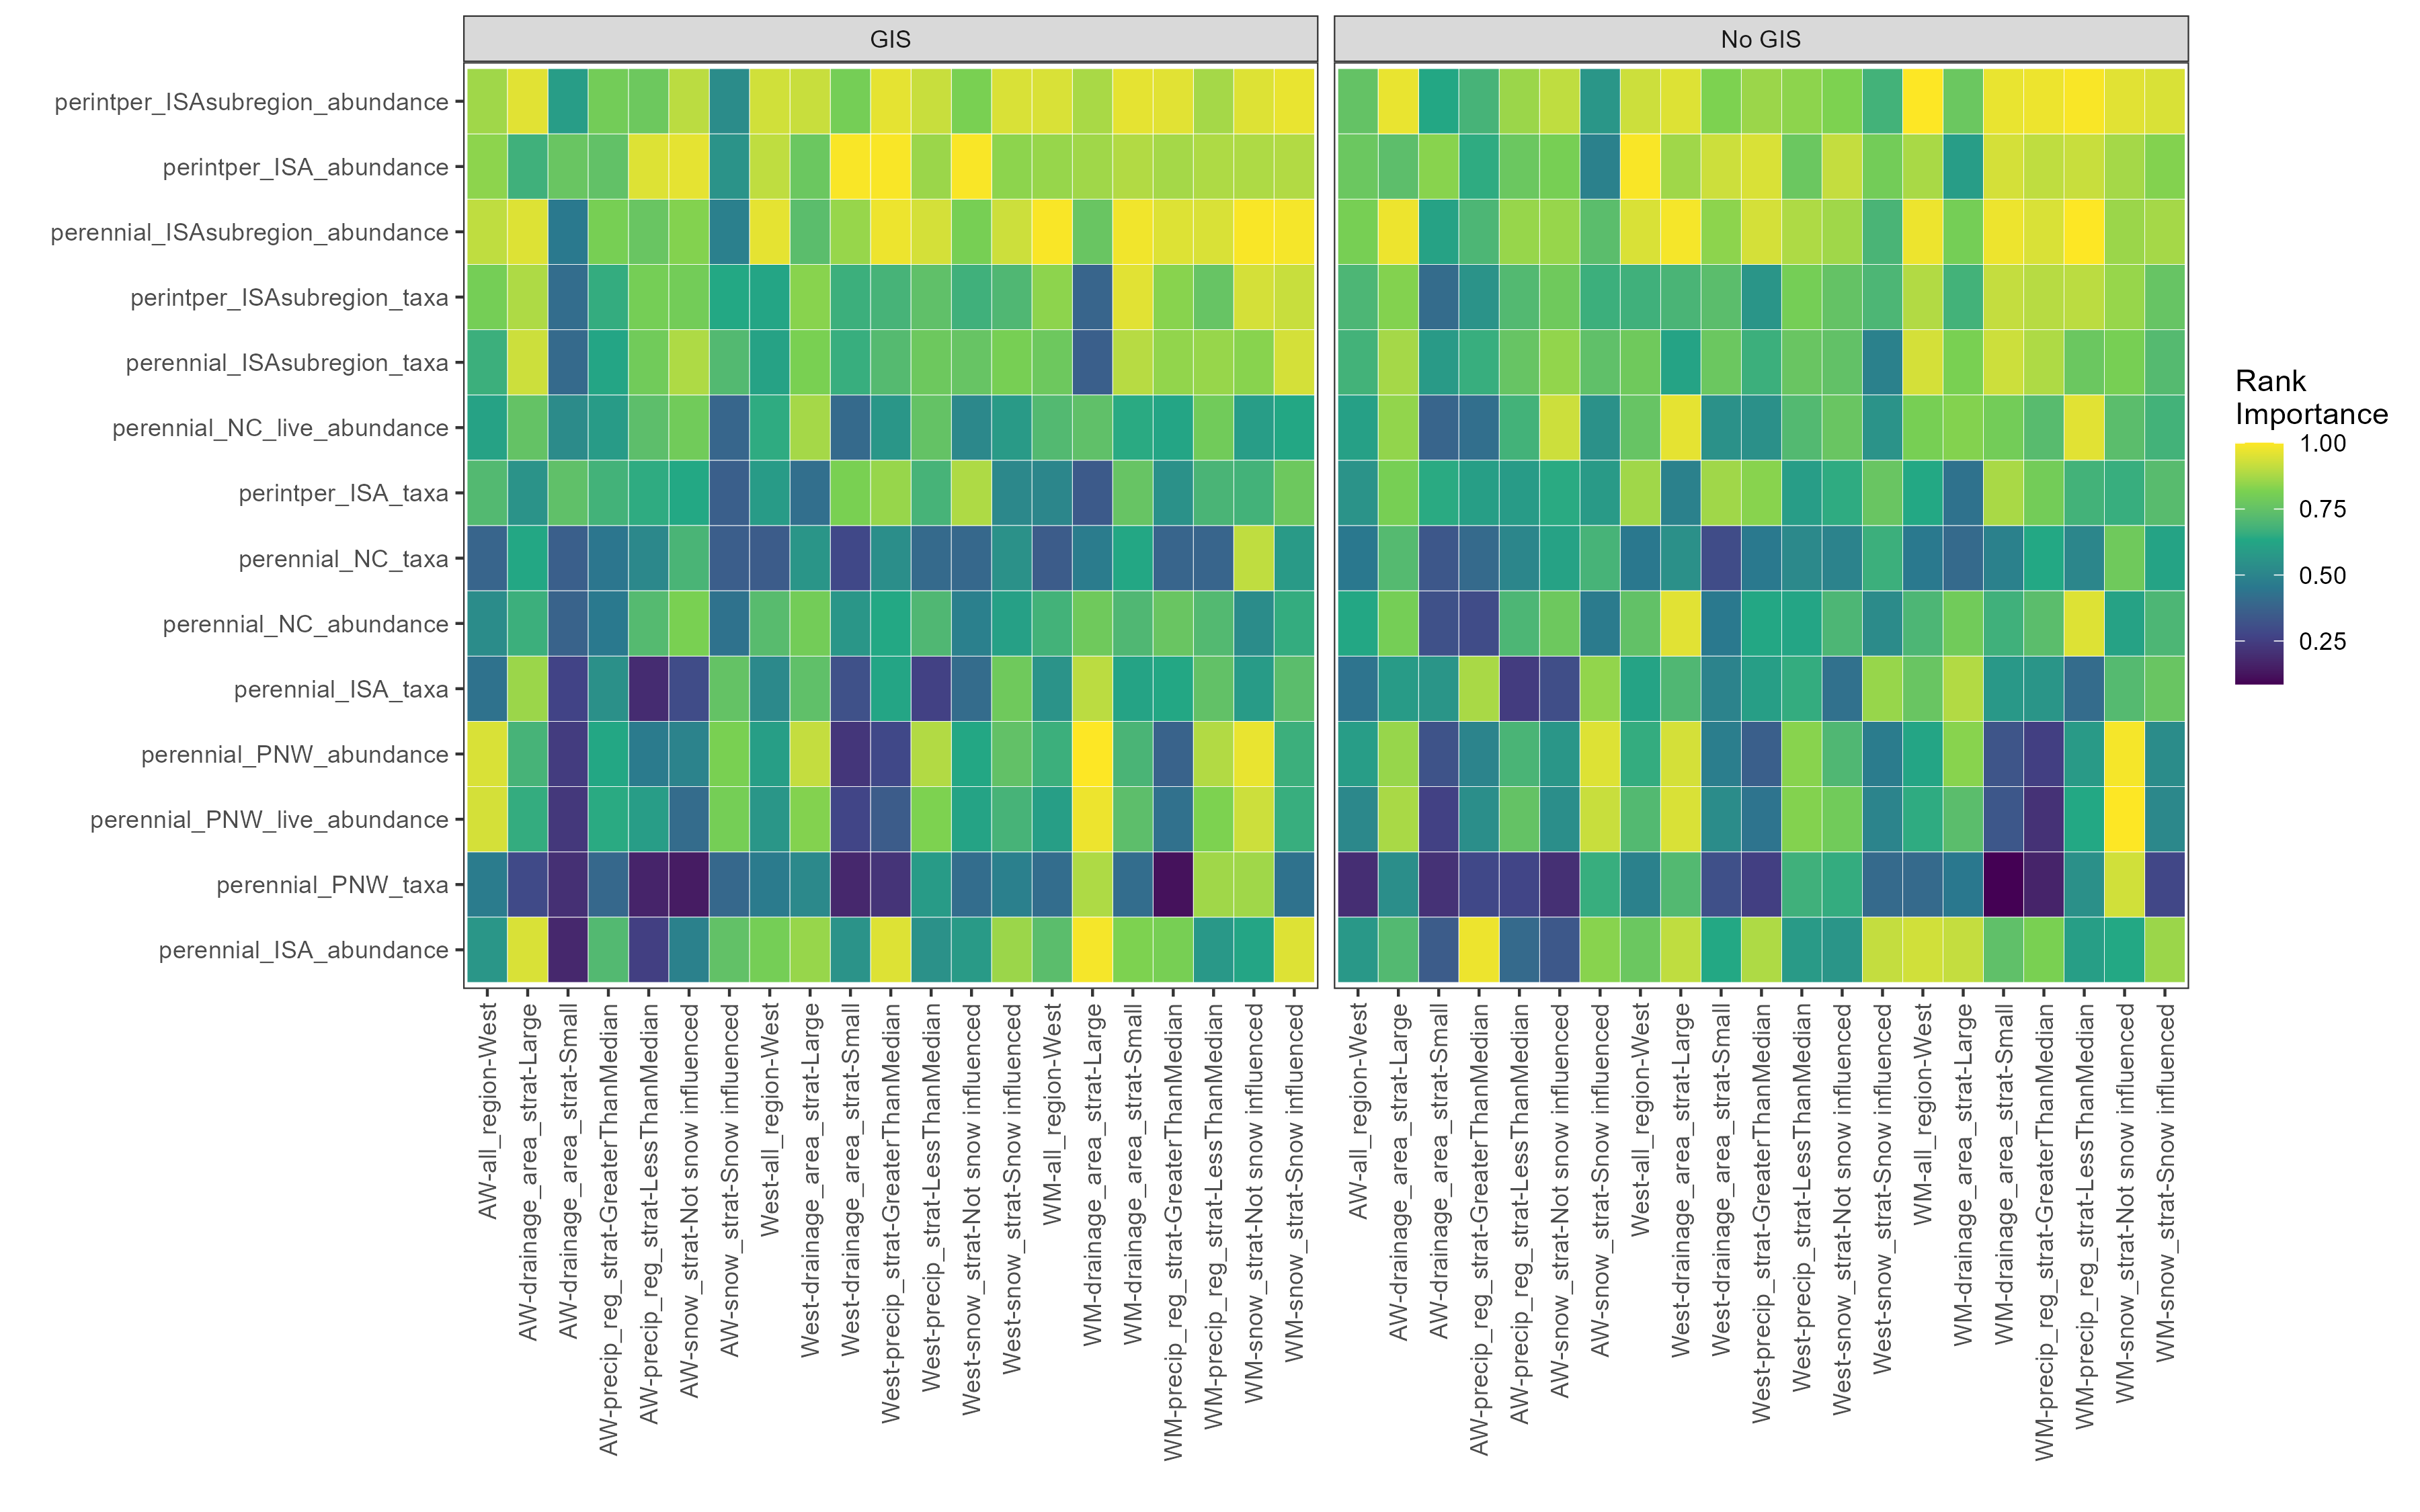 GIS
No GIS
perintper_ISAsubregion_abundance
perintper_ISA_abundance
perennial_ISAsubregion_abundance
perintper_ISAsubregion_taxa
perennial_ISAsubregion_taxa
perennial_NC_live_abundance
perintper_ISA_taxa
perennial_NC_taxa
perennial_NC_abundance
perennial_ISA_taxa
perennial_PNW_abundance
perennial_PNW_live_abundance
perennial_PNW_taxa
perennial_ISA_abundance
Rank
Importance
1.00
0.75
0.50
0.25
AW-all_region-West
AW-drainage_area_strat-Large
AW-drainage_area_strat-Small
AW-precip_reg_strat-GreaterThanMedian
AW-precip_reg_strat-LessThanMedian
AW-snow_strat-Not snow influenced
AW-snow_strat-Snow influenced
West-all_region-West
West-drainage_area_strat-Large
West-drainage_area_strat-Small
West-precip_strat-GreaterThanMedian
West-precip_strat-LessThanMedian
West-snow_strat-Not snow influenced
West-snow_strat-Snow influenced
WM-all_region-West
WM-drainage_area_strat-Large
WM-drainage_area_strat-Small
WM-precip_reg_strat-GreaterThanMedian
WM-precip_reg_strat-LessThanMedian
WM-snow_strat-Not snow influenced
WM-snow_strat-Snow influenced
AW-all_region-West
AW-drainage_area_strat-Large
AW-drainage_area_strat-Small
AW-precip_reg_strat-GreaterThanMedian
AW-precip_reg_strat-LessThanMedian
AW-snow_strat-Not snow influenced
AW-snow_strat-Snow influenced
West-all_region-West
West-drainage_area_strat-Large
West-drainage_area_strat-Small
West-precip_strat-GreaterThanMedian
West-precip_strat-LessThanMedian
West-snow_strat-Not snow influenced
West-snow_strat-Snow influenced
WM-all_region-West
WM-drainage_area_strat-Large
WM-drainage_area_strat-Small
WM-precip_reg_strat-GreaterThanMedian
WM-precip_reg_strat-LessThanMedian
WM-snow_strat-Not snow influenced
WM-snow_strat-Snow influenced